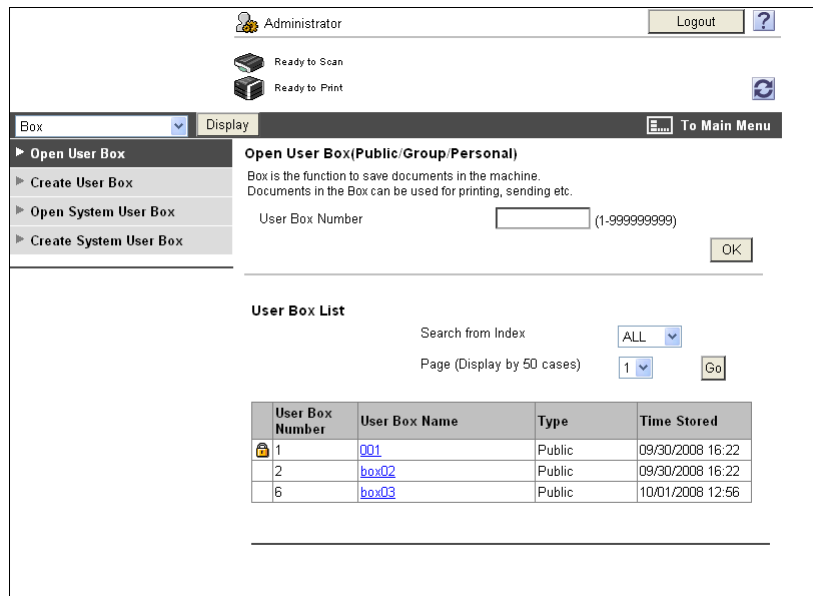 Administrator
Logout
?
Ready to Scan
Ready to Print
Box
Display
To Main Menu
Open User Box
Create User Box
Open System User Box
Create System User Box
Open User Box(Public/Group/Personal)
Box is the function to save documents in the machine.
Documents in the Box can be used for printing, sending etc.
User Box Number (1-999999999)
OK
User Box List
Search from Index ALL
Page (Display by 50 cases) 1 Go
User Box Number User Box Name Type Time Stored
1 001 Public 09/30/2008 16:22
2 box02 Public 09/30/2008 16:22
6 box03 Public 10/01/2008 12:56